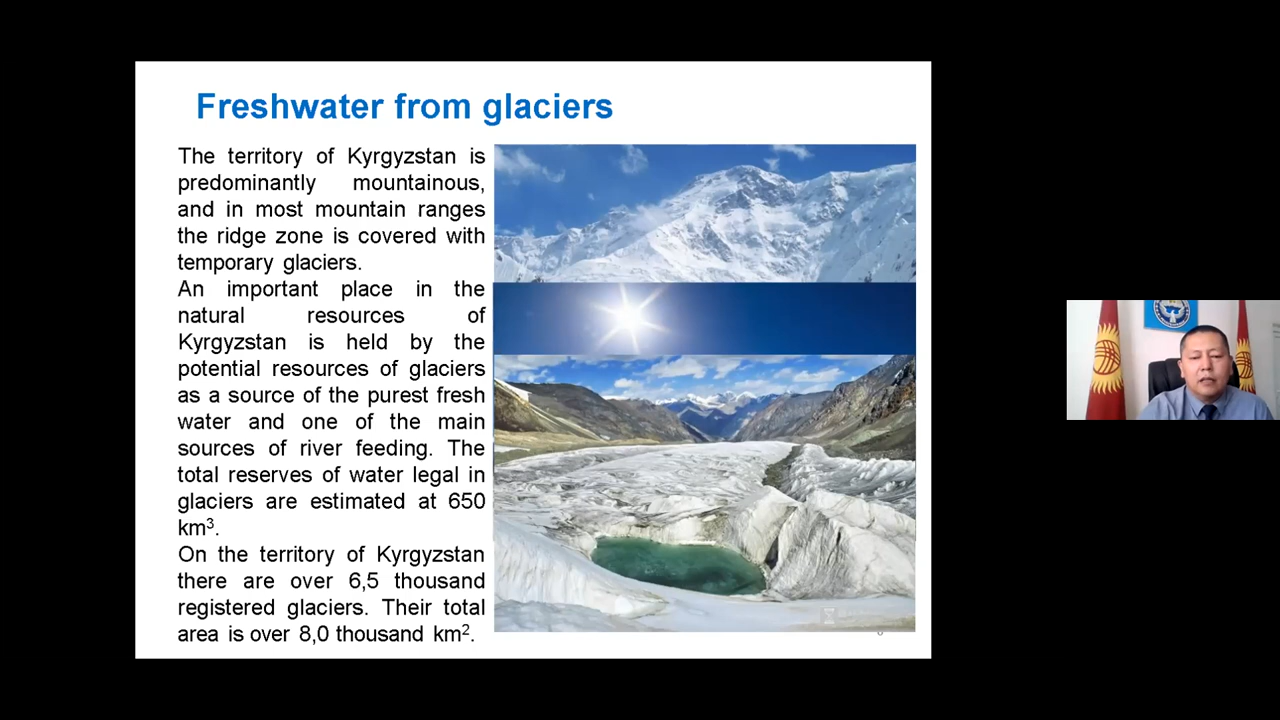 Freshwater from glaciers
The territory of Kyrgyzstan is
predominantly mountainous,
and in most mountain ranges
the ridge zone is covered with
temporary glaciers.
An important place in the
natural resources of
Kyrgyzstan is held by the
potential resources of glaciers
as a source of the purest fresh
water and one of the main
sources of river feeding. The
total reserves of water legal in
glaciers are estimated at 650
km³.
On the territory of Kyrgyzstan
there are over 6,5 thousand
registered glaciers. Their total
area is over 8,0 thousand km².